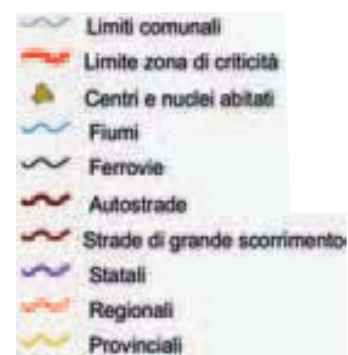 Limiti comunali
Limite zona di criticità
Centri e nuclei abitati
Fiumi
Ferrovie
Autostrade
Strade di grande scorrimento
Statali
Regionali
Provinciali